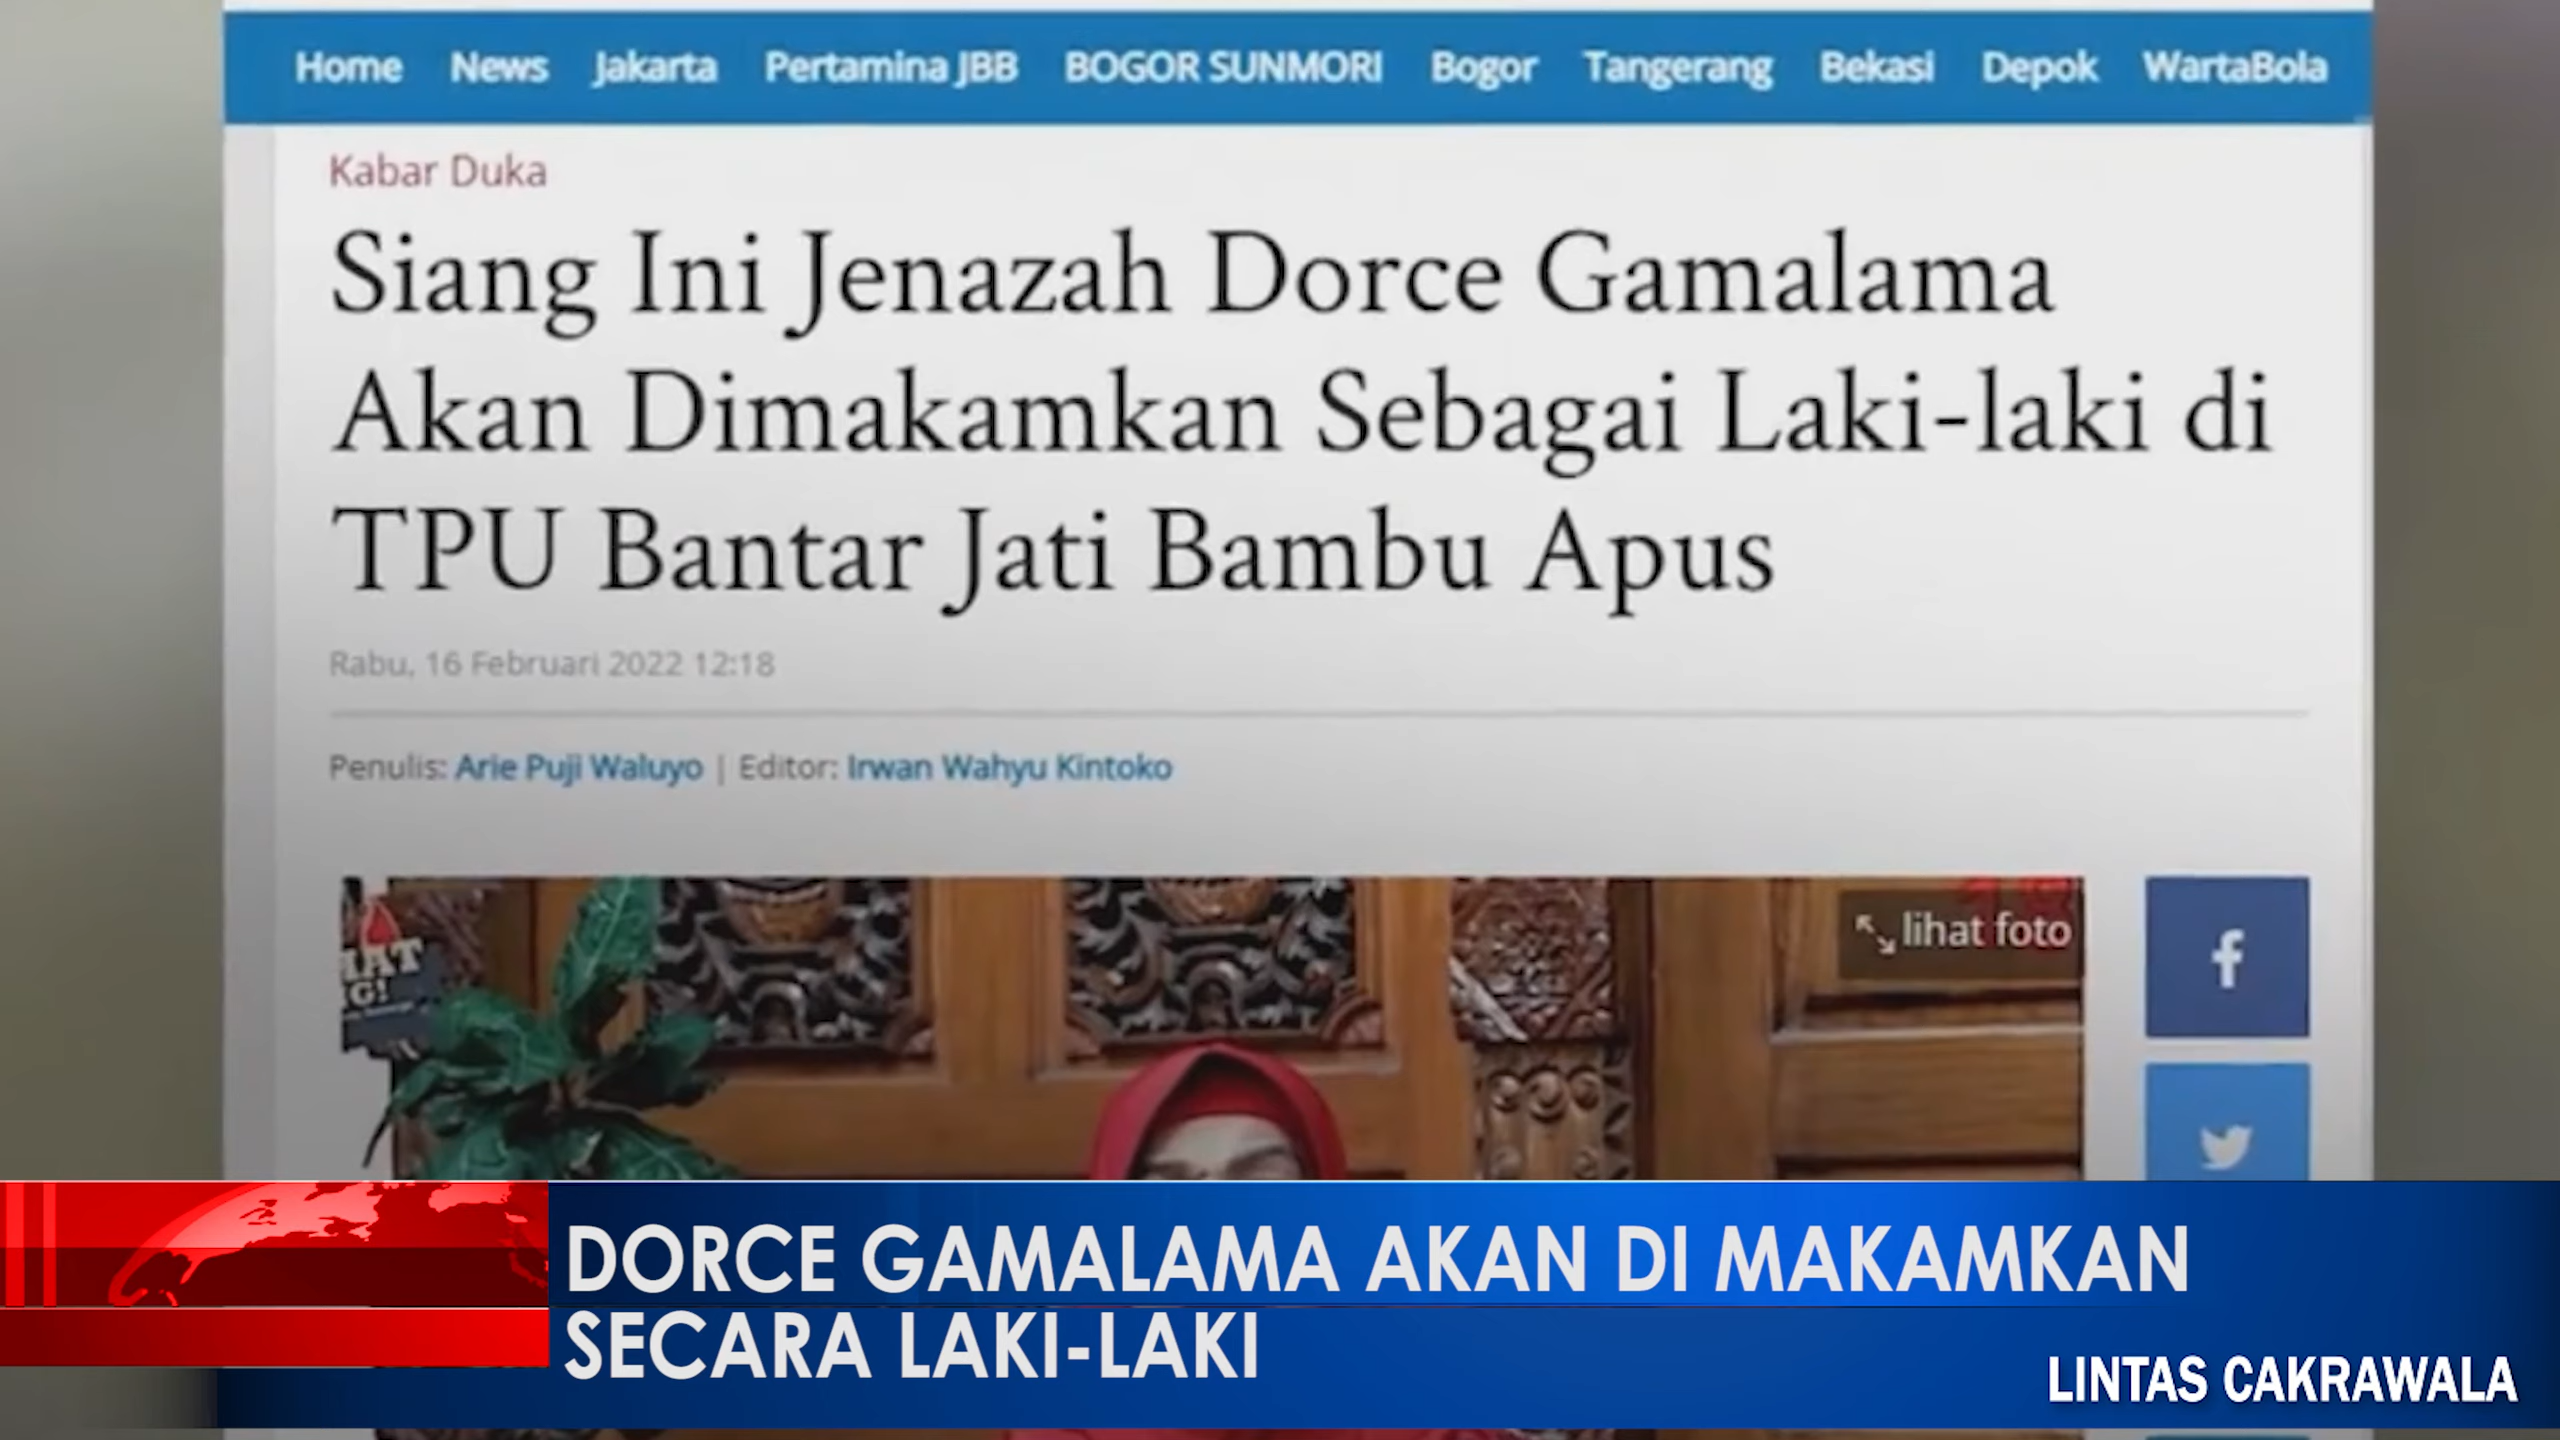 Home News Jakarta Pertamina JBB BOGOR SUNMORI Bogor Tangerang Bekasi Depok WartaBola
Kabar Duka
Siang Ini Jenazah Dorce Gamalama
Akan Dimakamkan Sebagai Laki-laki di
TPU Bantar Jati Bambu Apus
Rabu, 16 Februari 2022 12:18
Penulis: Arie Puji Waluyo | Editor: Irwan Wahyu Kintoko
lihat foto
DORCE GAMALAMA AKAN DI MAKAMKAN
SECARA LAKI-LAKI
LINTAS CAKRAWALA